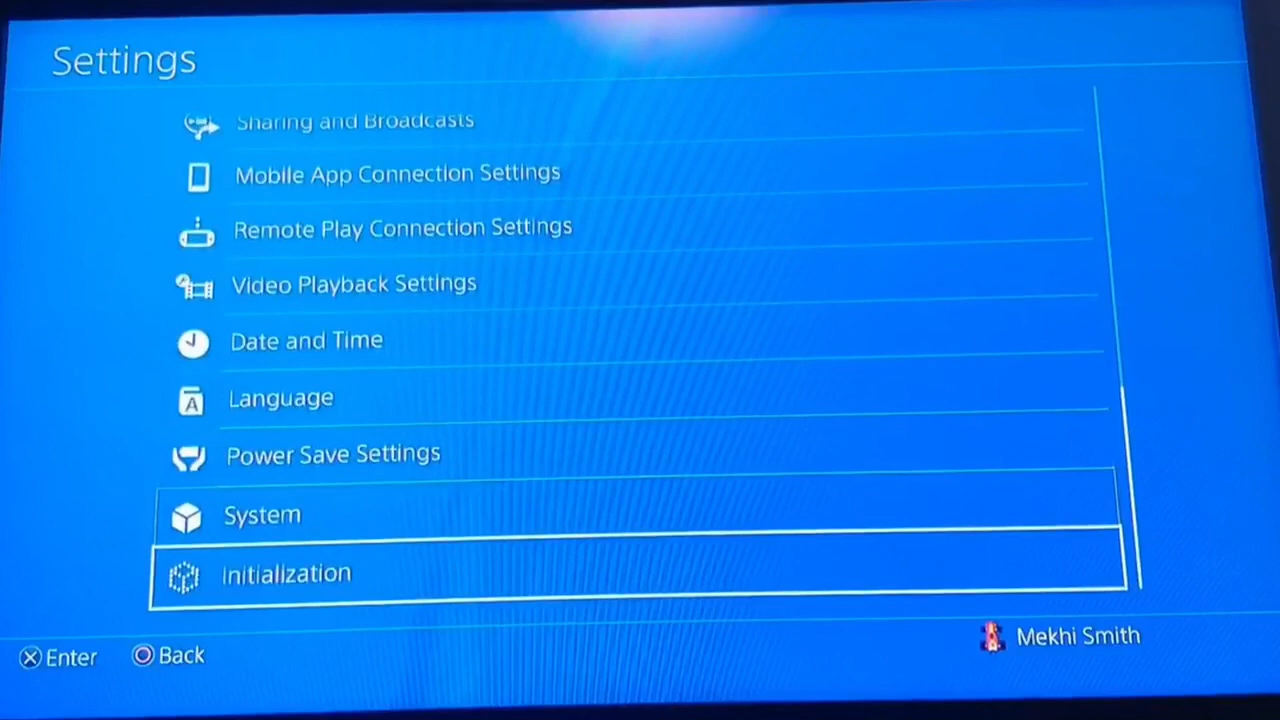 Settings
Sharing and Broadcasts
Mobile App Connection Settings
Remote Play Connection Settings
Video Playback Settings
Date and Time
Language
Power Save Settings
System
Initialization
Enter
Back
Mekhi Smith